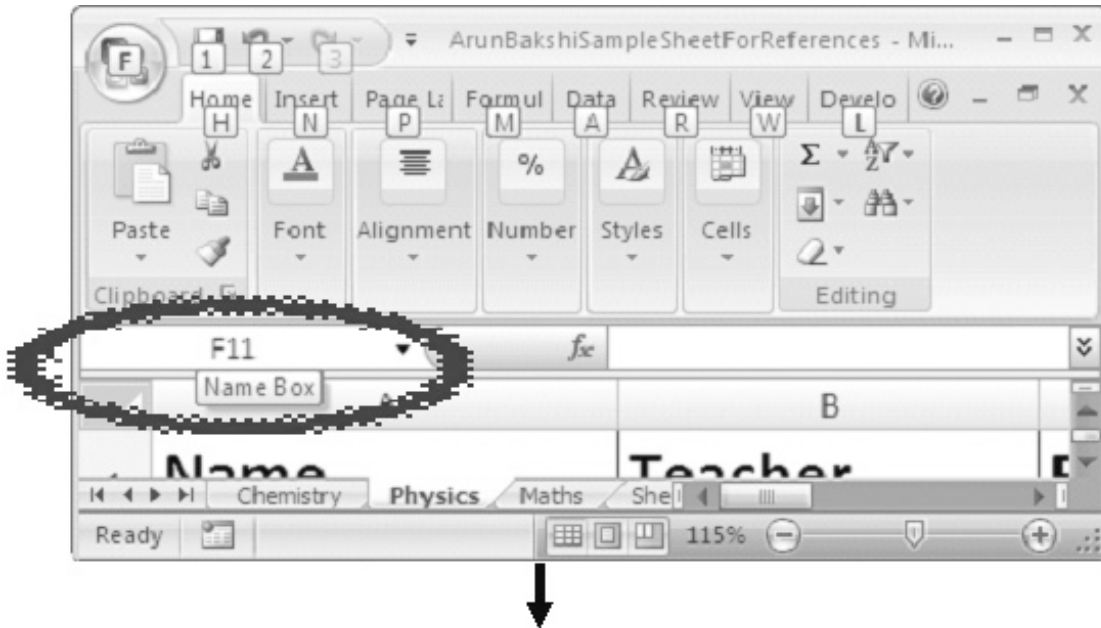 ArunBakshiSampleSheetForReferences - Mi...
F 1 2 3
Home Insert Page La Formul Data Review View Develo
H N P M A R W L
A % A Σ A Z
Paste Font Alignment Number Styles Cells
Clipboard Editing
F11 fx
Name Box
A B
Name Teacher
Chemistry Physics Maths She
Ready 115%